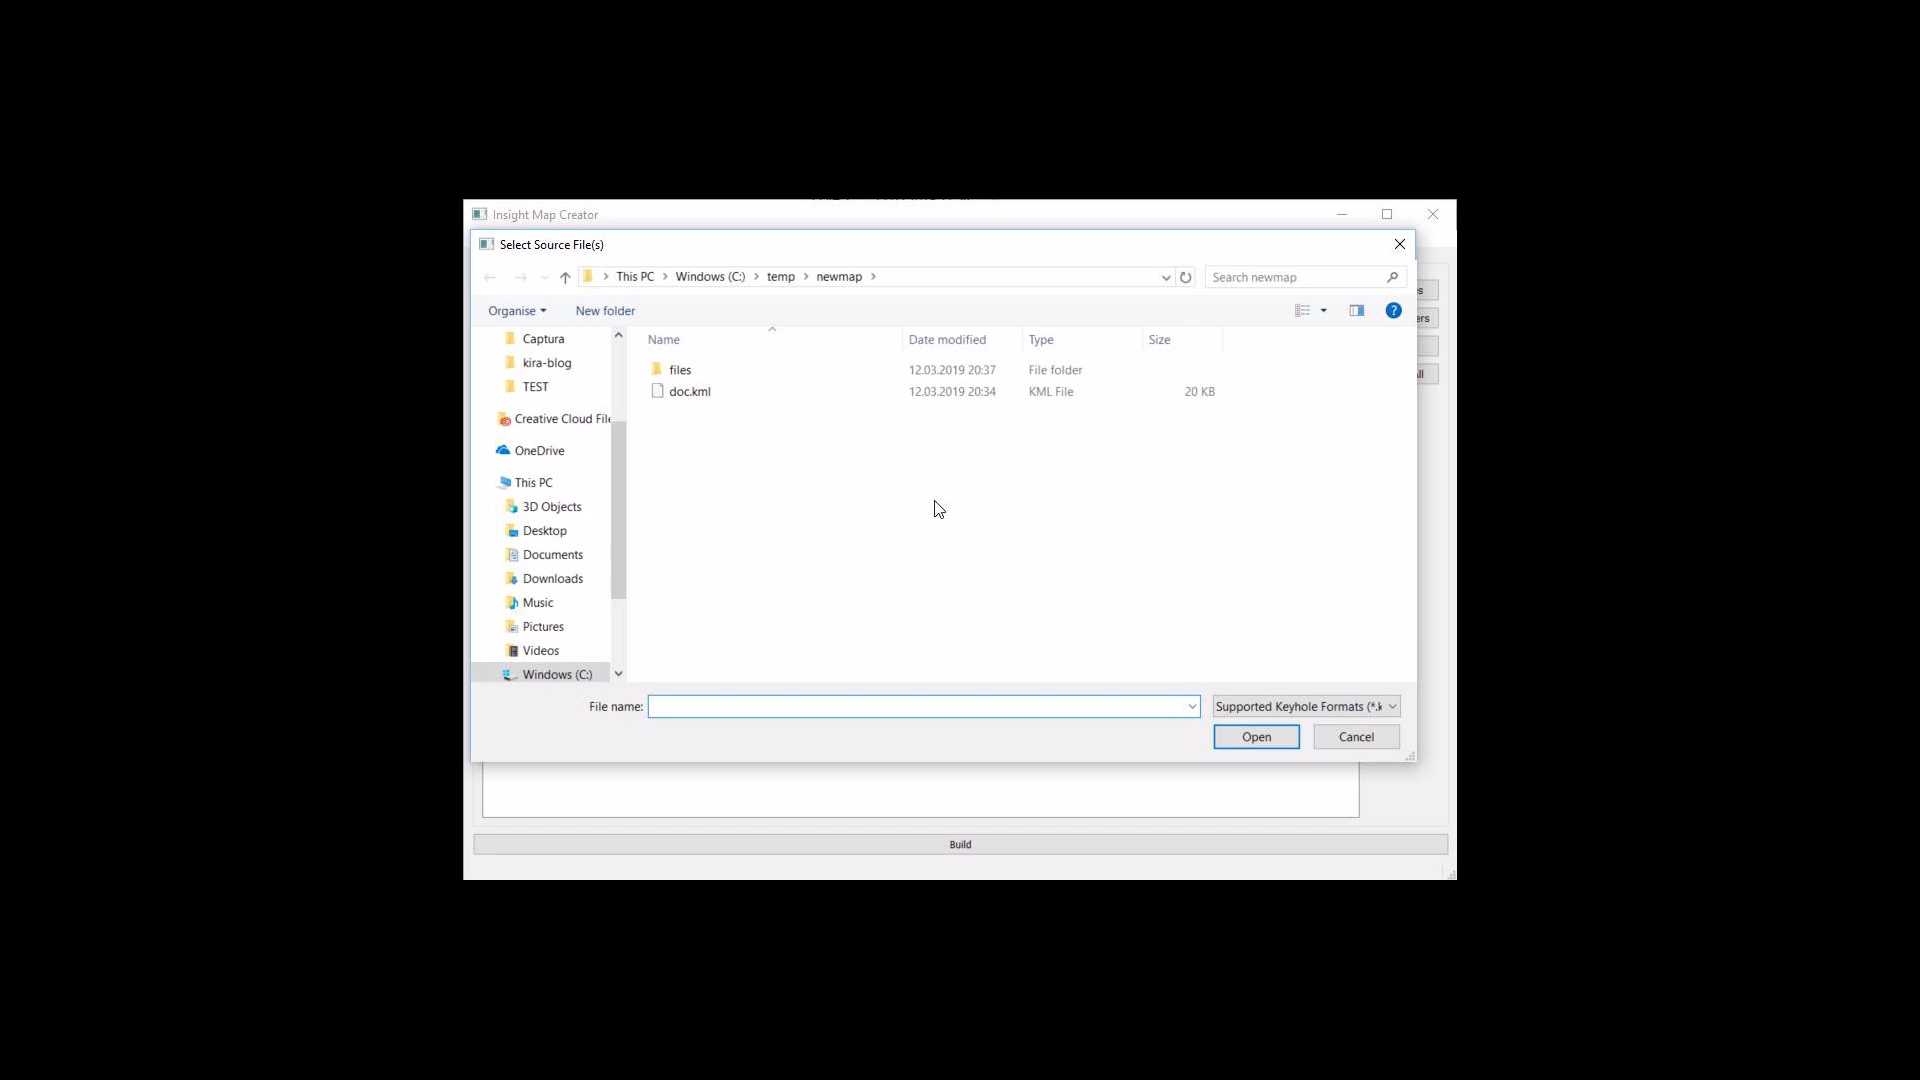 Insight Map Creator
Select Source File(s)
This PC > Windows (C:) > temp > newmap >
Search newmap
Organise
New folder
Name
Date modified
Type
Size
files
12.03.2019 20:37
File folder
doc.kml
12.03.2019 20:34
KML File
20 KB
Captura
kira-blog
TEST
Creative Cloud File
OneDrive
This PC
3D Objects
Desktop
Documents
Downloads
Music
Pictures
Videos
Windows (C:)
File name:
Supported Keyhole Formats (*.k
Open
Cancel
Build